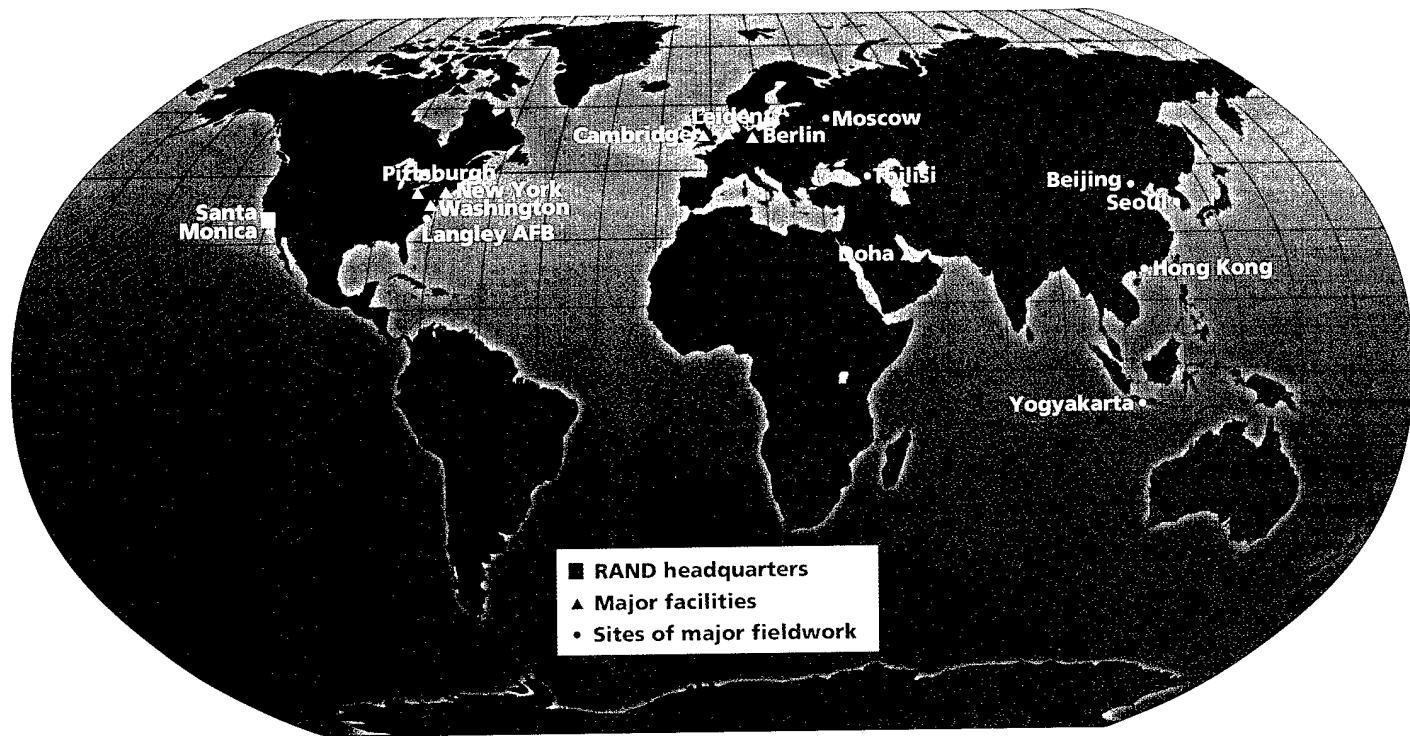 Leiden
Cambridge
Berlin
Moscow
Pittsburgh
New York
Washington
Langley AFB
Santa
Monica
Tbilisi
Beijing
Seoul
Doha
Hong Kong
Yogyakarta
RAND headquarters
Major facilities
Sites of major fieldwork